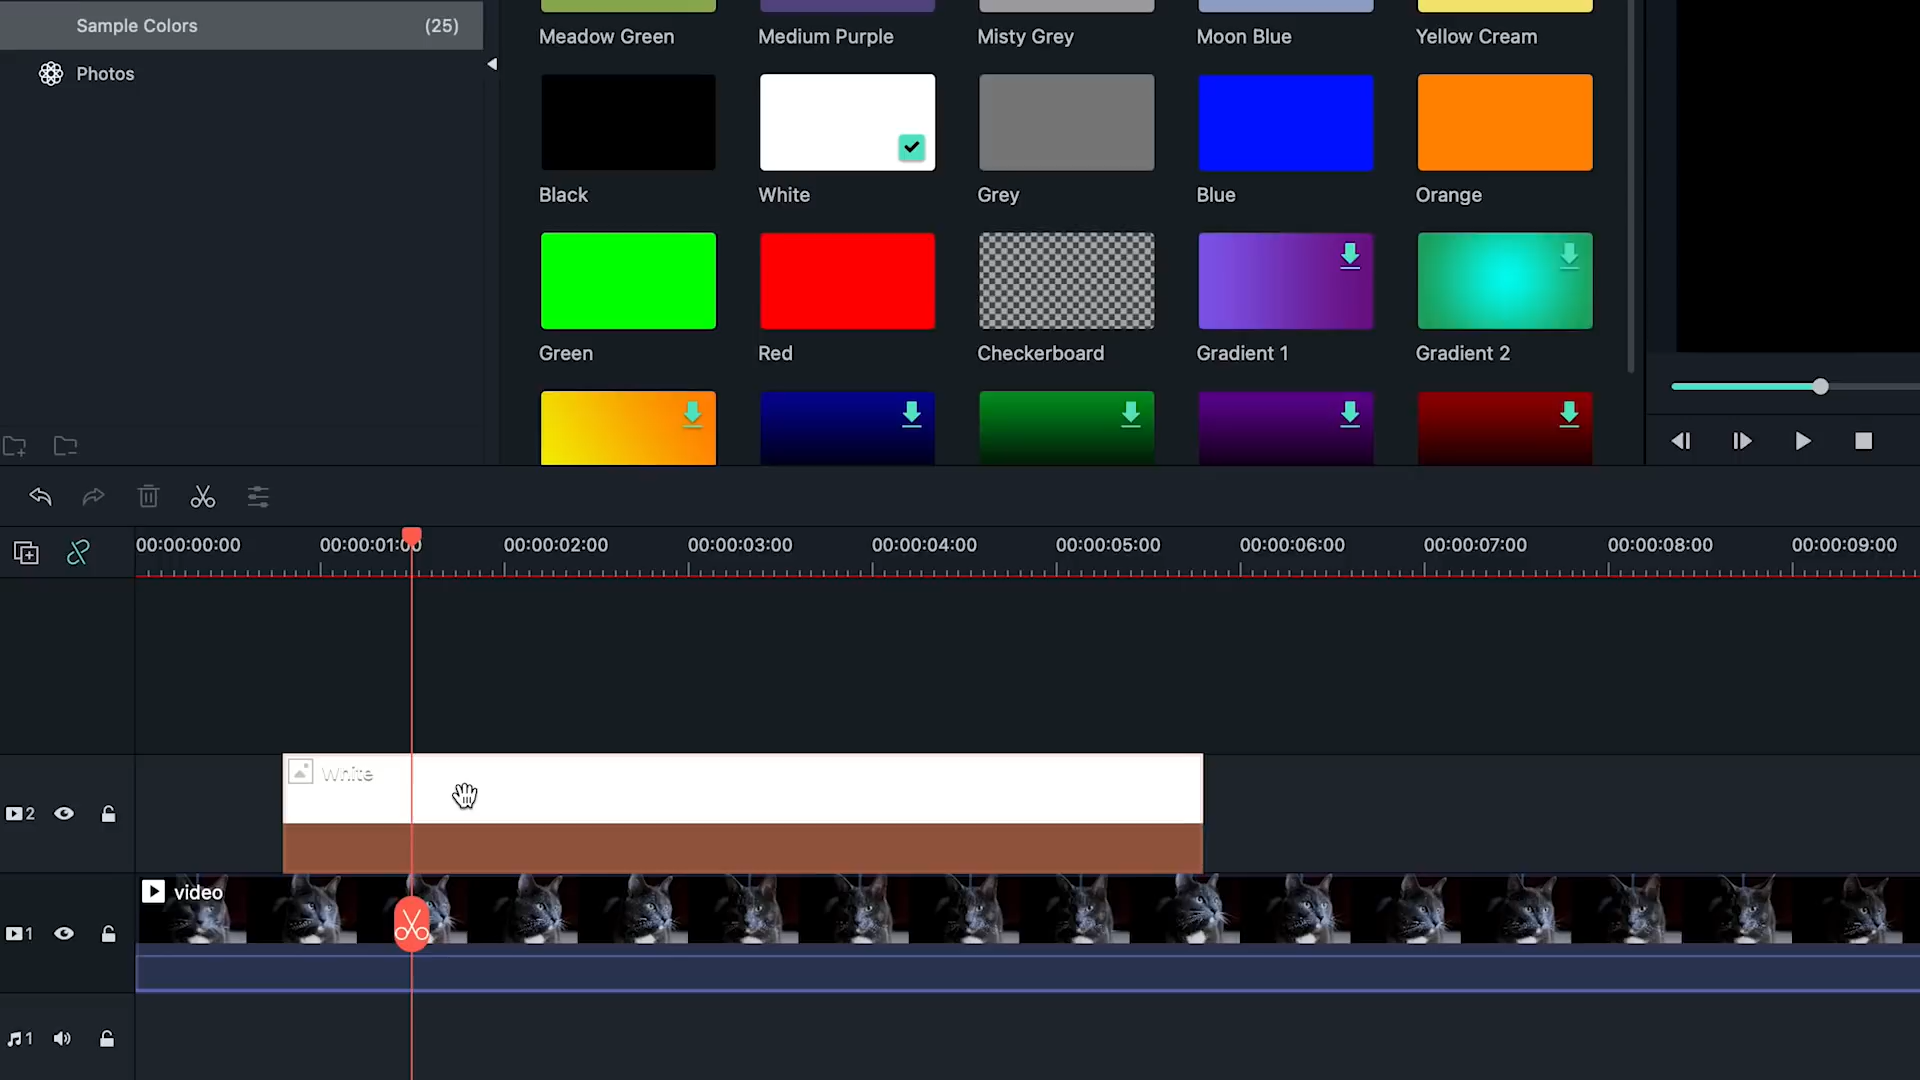 Sample Colors (25)
Photos
Meadow Green Medium Purple Misty Grey Moon Blue Yellow Cream
Black White Grey Blue Orange
Green Red Checkerboard Gradient 1 Gradient 2
00:00:00:00 00:00:01:00 00:00:02:00 00:00:03:00 00:00:04:00 00:00:05:00 00:00:06:00 00:00:07:00 00:00:08:00 00:00:09:00
White
2
video
1
1